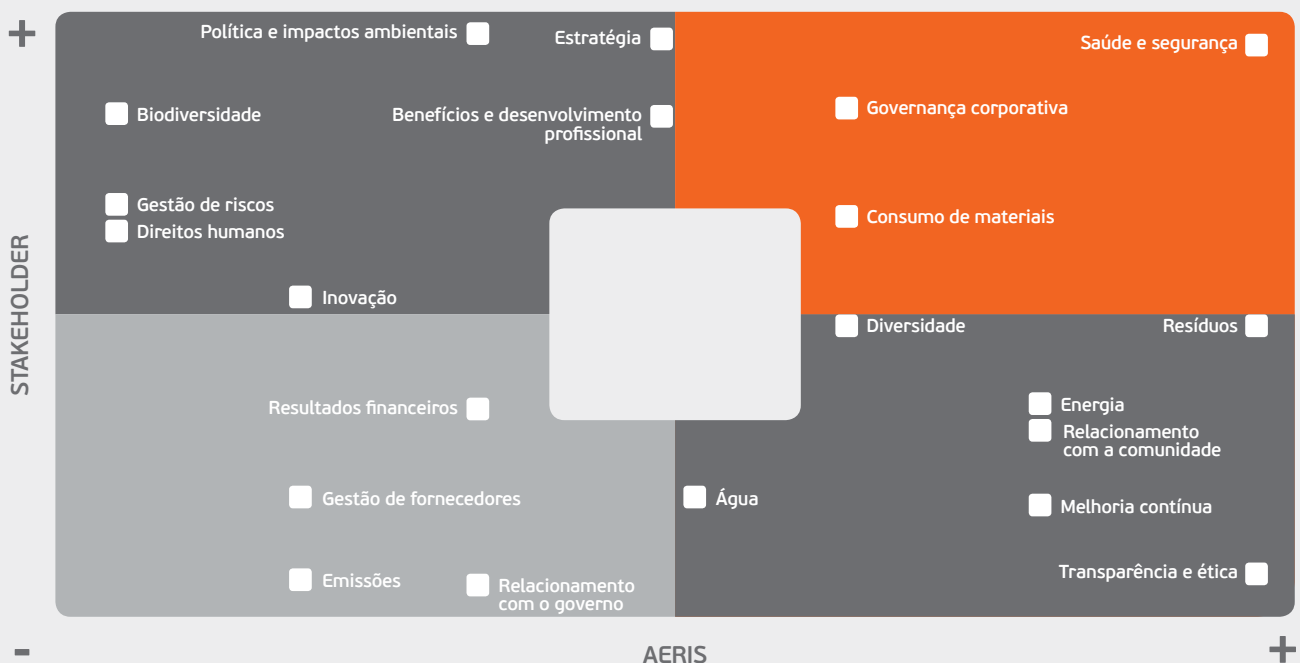 +
Política e impactos ambientais
Estratégia
Saúde e segurança
Biodiversidade
Benefícios e desenvolvimento
profissional
Governança corporativa
Gestão de riscos
Direitos humanos
Consumo de materiais
Inovação
STAKEHOLDER
Diversidade
Resíduos
Resultados financeiros
Energia
Relacionamento
com a comunidade
Gestão de fornecedores
Água
Melhoria contínua
Emissões
Relacionamento
com o governo
Transparência e ética
-
AERIS
+